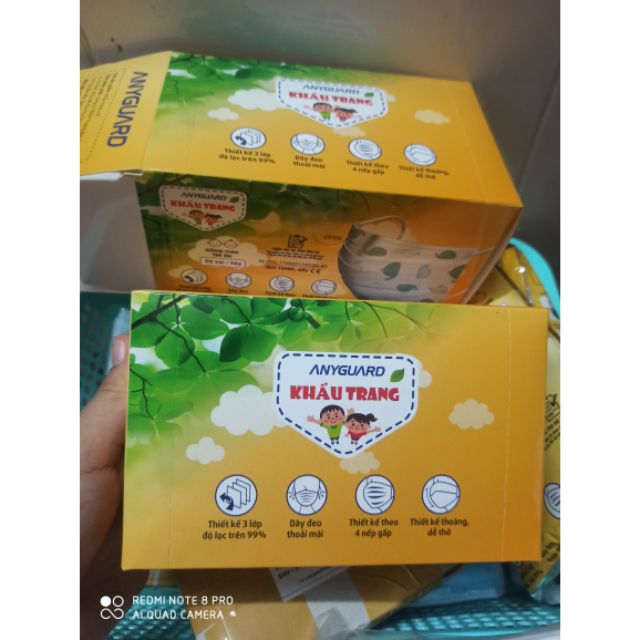 ANYGUARD
ANYGUARD
KHẨU TRANG
Thiết kế 3 lớp
độ lọc trên 99%
Dây đeo
thoải mái
Thiết kế theo
4 nếp gấp
Thiết kế thoáng,
dễ thở
ANYGUARD
KHẨU TRANG
OPEN
ANYGUARD
KHẨU TRANG
Thiết kế 3 lớp
độ lọc trên 99%
Dây đeo
thoải mái
Thiết kế theo
4 nếp gấp
Thiết kế thoáng,
dễ thở
REDMI NOTE 8 PRO
AI QUAD CAMERA